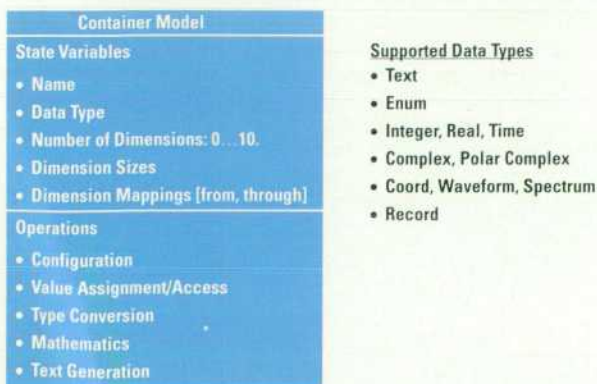 Container Model
State Variables
• Name
• Data Type
• Number of Dimensions: 0...10.
• Dimension Sizes
• Dimension Mappings [from, through]
Operations
• Configuration
• Value Assignment/Access
• Type Conversion
• Mathematics
• Text Generation
Supported Data Types
• Text
• Enum
• Integer, Real, Time
• Complex, Polar Complex
• Coord, Waveform, Spectrum
• Record